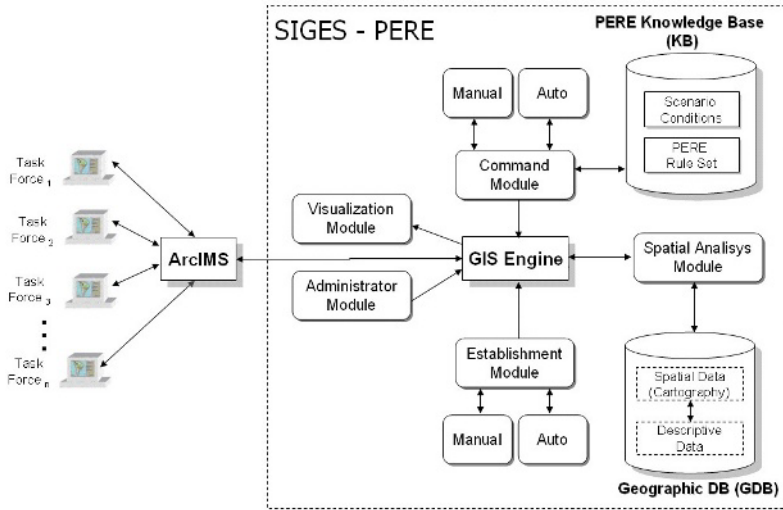 SIGES - PERE
PERE Knowledge Base
(KB)
Manual
Auto
Scenario
Conditions
PERE
Rule Set
Command
Module
Task
Force 1
Task
Force 2
Task
Force 3
Task
Force n
ArcIMS
Visualization
Module
Administrator
Module
GIS Engine
Spatial Analisys
Module
Establishment
Module
Manual
Auto
Spatial Data
(Cartography)
Descriptive
Data
Geographic DB (GDB)